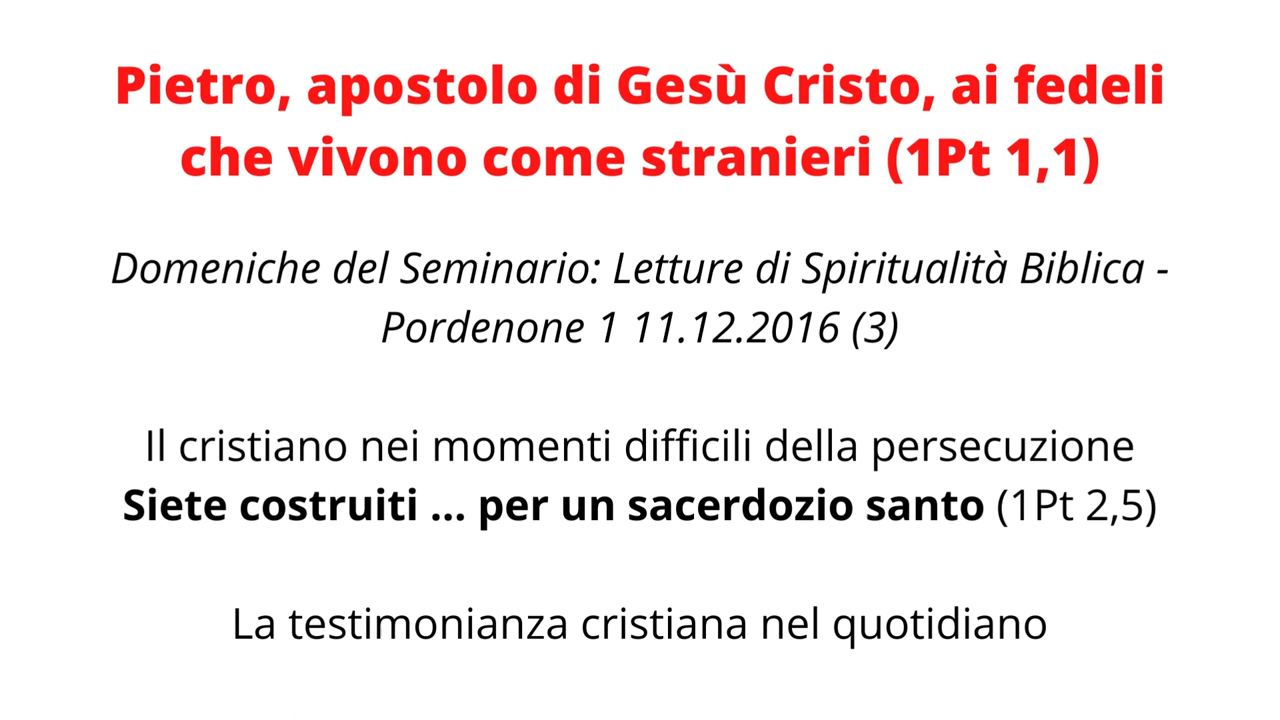 Pietro, apostolo di Gesù Cristo, ai fedeli
che vivono come stranieri (1Pt 1,1)
Domeniche del Seminario: Letture di Spiritualità Biblica -
Pordenone 1 11.12.2016 (3)
Il cristiano nei momenti difficili della persecuzione
Siete costruiti ... per un sacerdozio santo (1Pt 2,5)
La testimonianza cristiana nel quotidiano